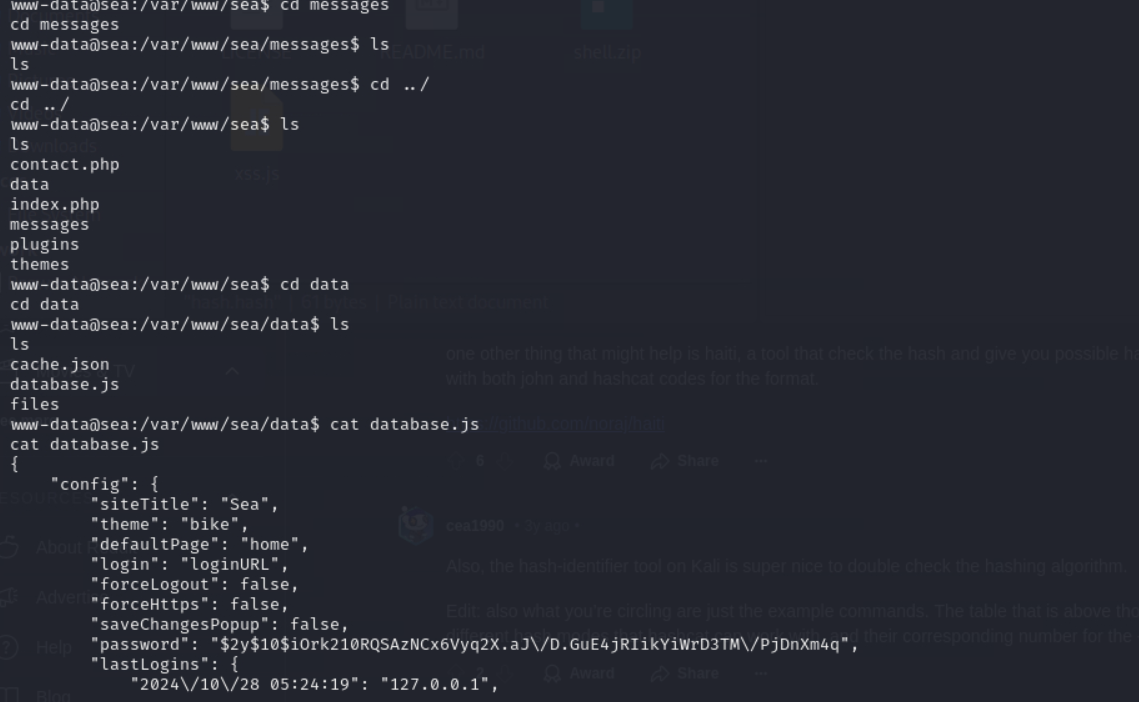 www-data@sea:/var/www/sea$ cd messages
cd messages
www-data@sea:/var/www/sea/messages$ ls
ls
www-data@sea:/var/www/sea/messages$ cd ../
cd ../
www-data@sea:/var/www/sea$ ls
ls
contact.php
data
index.php
messages
plugins
themes
www-data@sea:/var/www/sea$ cd data
cd data
www-data@sea:/var/www/sea/data$ ls
ls
cache.json
database.js
files
www-data@sea:/var/www/sea/data$ cat database.js
cat database.js
{
"config": {
"siteTitle": "Sea",
"theme": "bike",
"defaultPage": "home",
"login": "loginURL",
"forceLogout": false,
"forceHttps": false,
"saveChangesPopup": false,
"password": "$2y$10$iOrk210RQSAzNCx6Vyq2X.aJ\/D.GuE4jRIikYiWrD3TM\/PjDnXm4q",
"lastLogins": {
"2024\/10\/28 05:24:19": "127.0.0.1",
README.md
shell.zip
xss.js
one other thing that might help is haiti, a tool that check the hash and give you possible
with both john and hashcat codes for the format.
//github.com/noraj/haiti
6
Award
Share
cea1990 • 3y ago •
Also, the hash-identifier tool on Kali is super nice to double check the hashing algorithm.
Edit: also what you're circling are just the example commands. The table that is above
and their corresponding number for the
Award
Share
About
Help
Blog